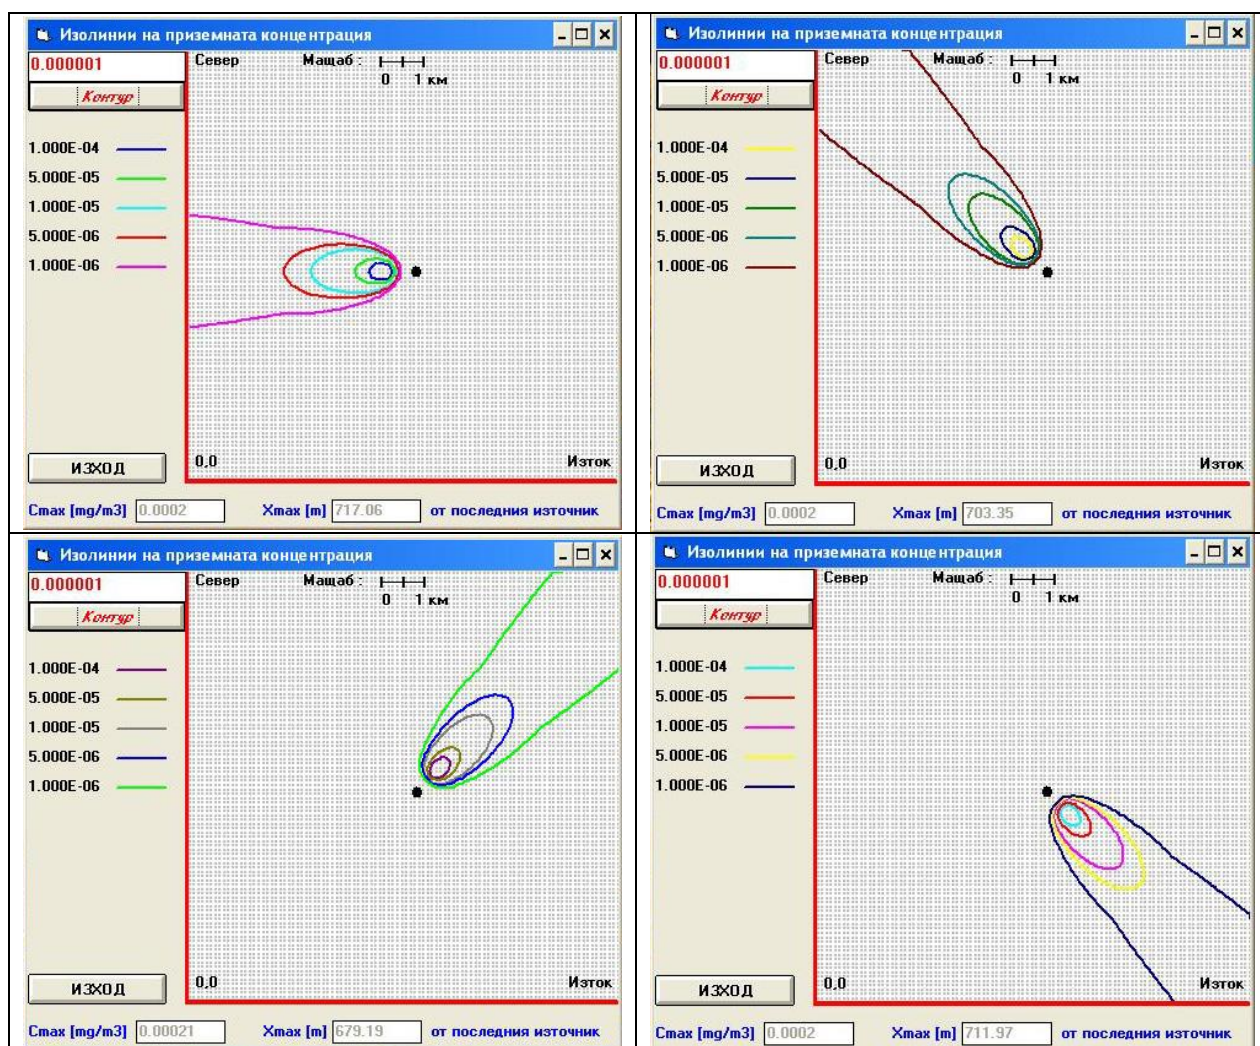 Изолинии на приземната концентрация
0.000001
Север
Мащаб :
0 1 км
Контур
1.000E-04
5.000E-05
1.000E-05
5.000E-06
1.000E-06
ИЗХОД
0,0
Изток
Cmax [mg/m3] 0.0002 Xmax [m] 717.06 от последния източник
Изолинии на приземната концентрация
0.000001
Север
Мащаб :
0 1 км
Контур
1.000E-04
5.000E-05
1.000E-05
5.000E-06
1.000E-06
ИЗХОД
0,0
Изток
Cmax [mg/m3] 0.0002 Xmax [m] 703.35 от последния източник
Изолинии на приземната концентрация
0.000001
Север
Мащаб :
0 1 км
Контур
1.000E-04
5.000E-05
1.000E-05
5.000E-06
1.000E-06
ИЗХОД
0,0
Изток
Cmax [mg/m3] 0.00021 Xmax [m] 679.19 от последния източник
Изолинии на приземната концентрация
0.000001
Север
Мащаб :
0 1 км
Контур
1.000E-04
5.000E-05
1.000E-05
5.000E-06
1.000E-06
ИЗХОД
0,0
Изток
Cmax [mg/m3] 0.0002 Xmax [m] 711.97 от последния източник